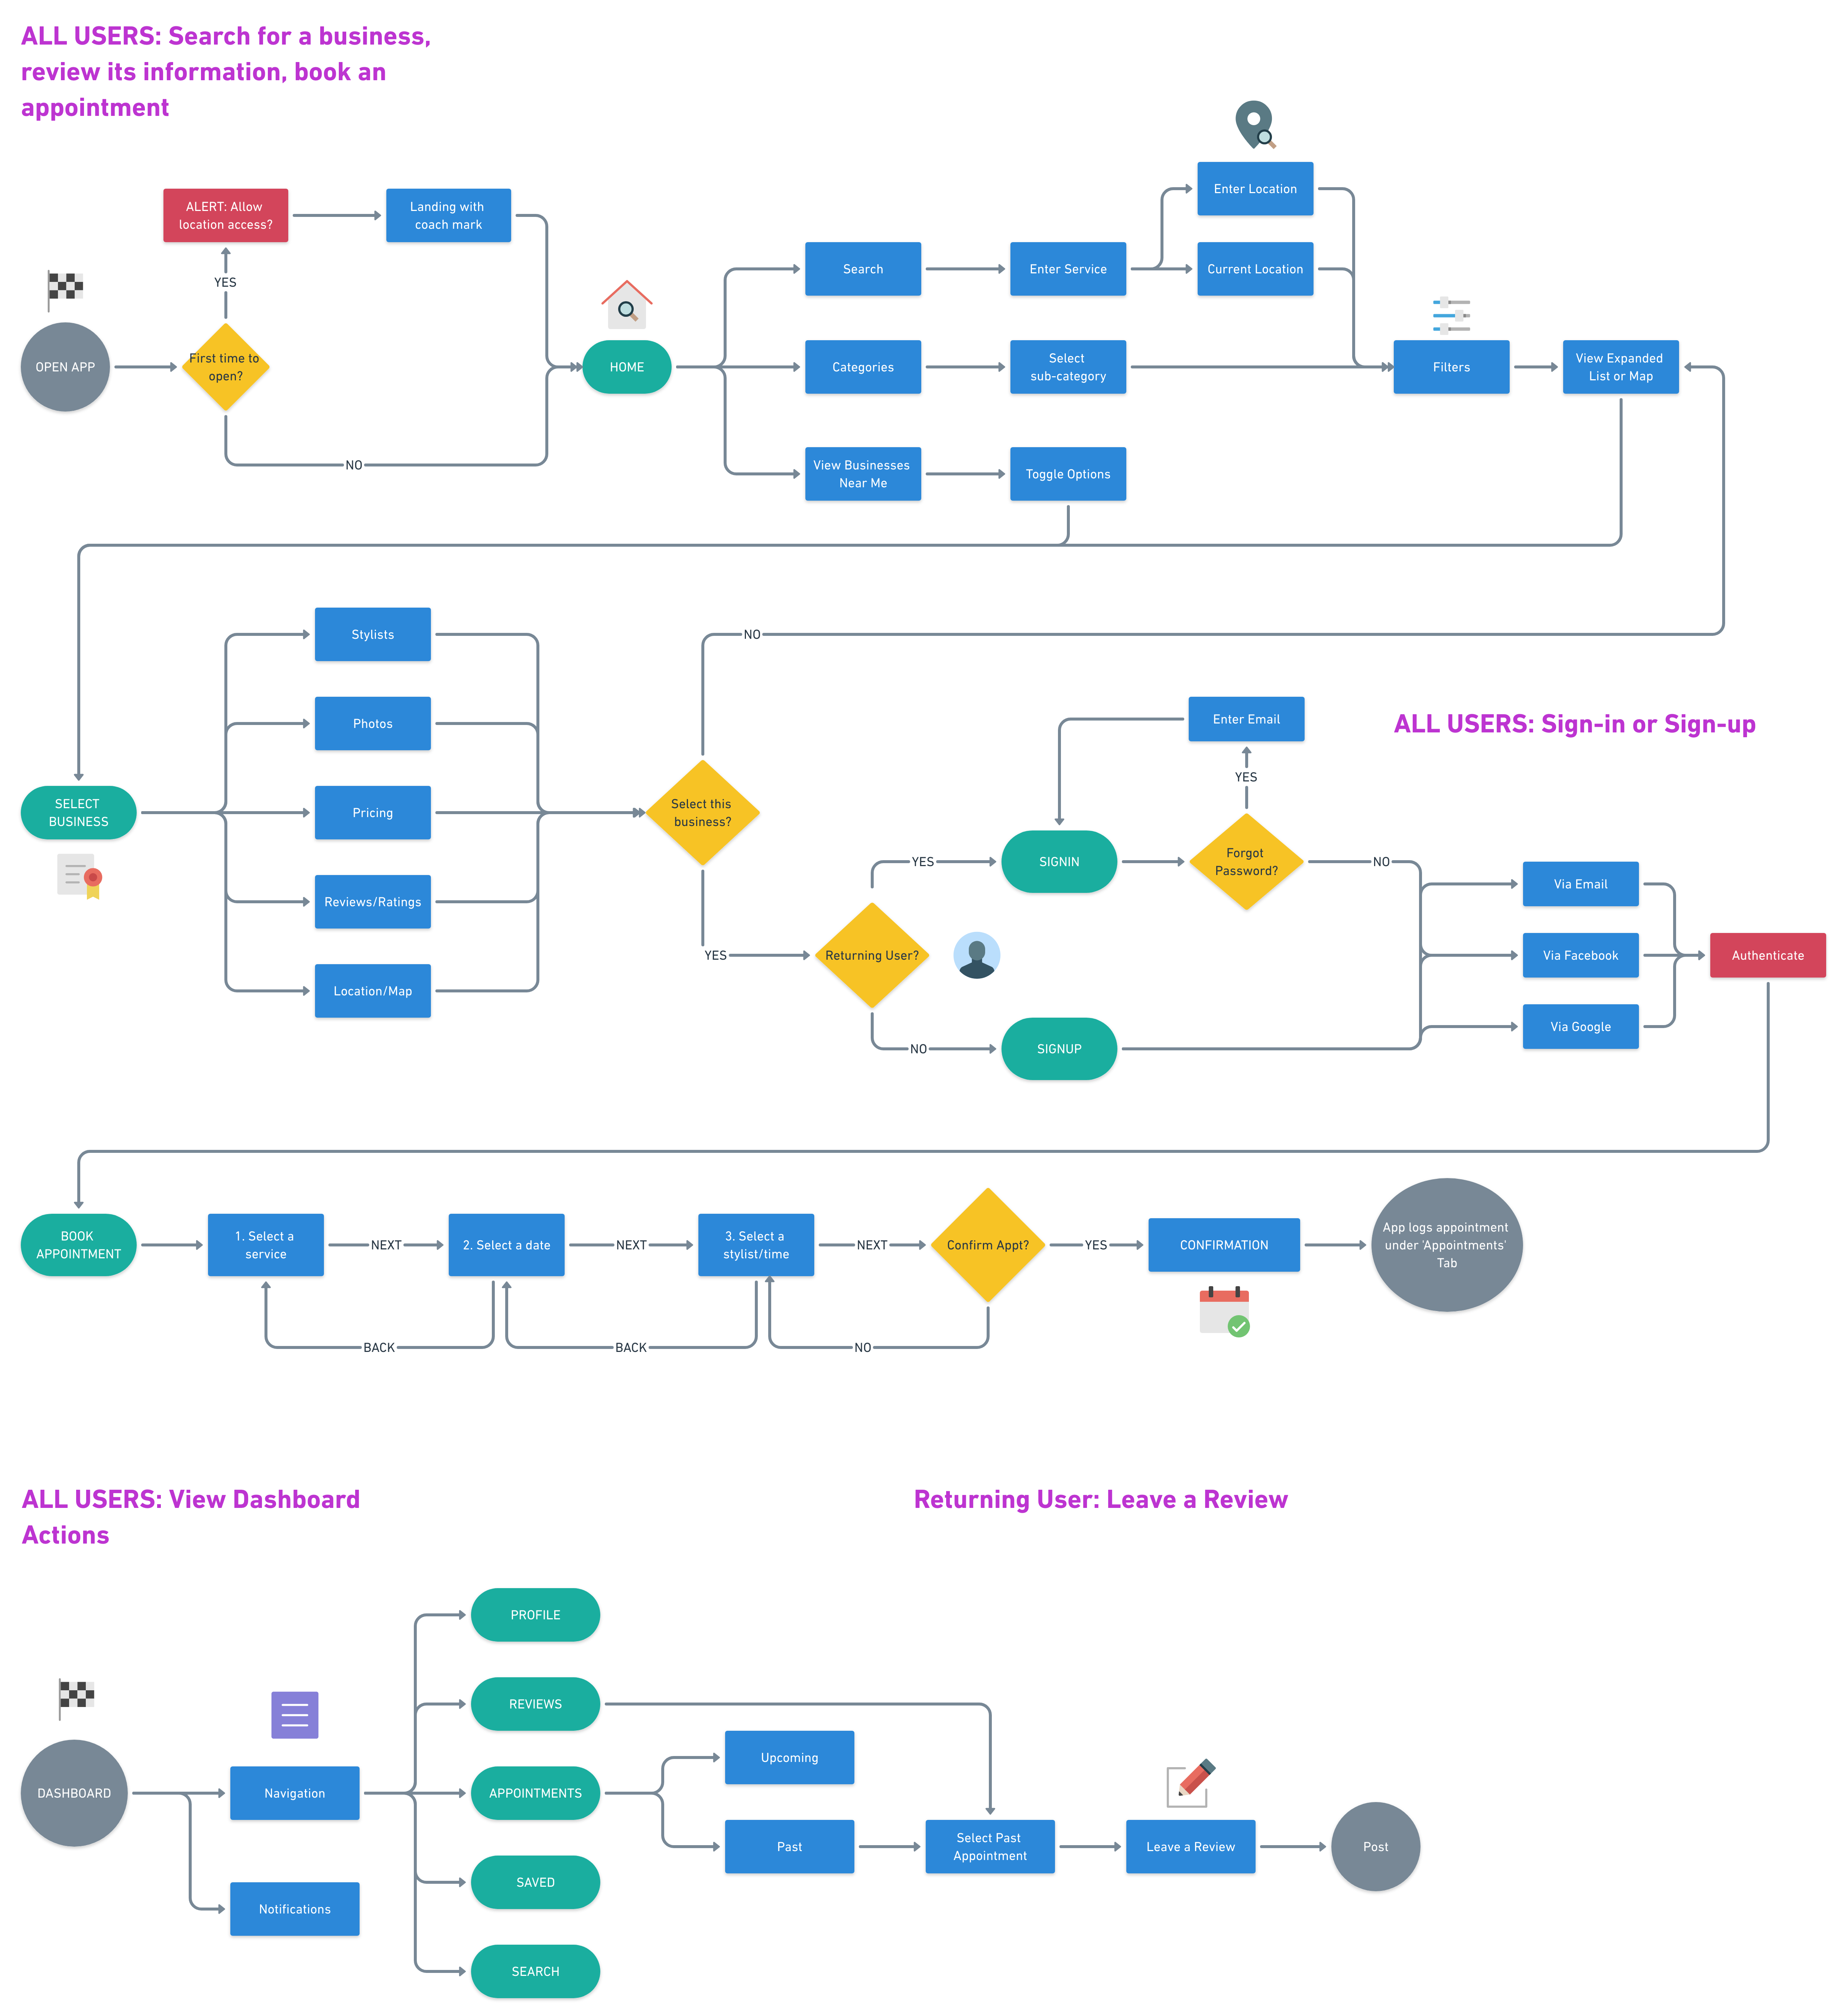 ALL USERS: Search for a business,
review its information, book an
appointment
ALERT: Allow
location access?
Landing with
coach mark
YES
OPEN APP
First time to
open?
NO
HOME
Search
Enter Service
Enter Location
Current Location
Categories
Select
sub-category
Filters
View Expanded
List or Map
View Businesses
Near Me
Toggle Options
SELECT
BUSINESS
Stylists
Photos
Pricing
Reviews/Ratings
Location/Map
Select this
business?
NO
YES
ALL USERS: Sign-in or Sign-up
Enter Email
YES
Returning User?
YES
SIGNIN
Forgot
Password?
NO
NO
SIGNUP
Via Email
Via Facebook
Via Google
Authenticate
BOOK
APPOINTMENT
1. Select a
service
NEXT
2. Select a date
NEXT
3. Select a
stylist/time
NEXT
Confirm Appt?
YES
CONFIRMATION
App logs appointment
under 'Appointments'
Tab
BACK
BACK
NO
ALL USERS: View Dashboard
Actions
Returning User: Leave a Review
DASHBOARD
Navigation
Notifications
PROFILE
REVIEWS
APPOINTMENTS
SAVED
SEARCH
Upcoming
Past
Select Past
Appointment
Leave a Review
Post